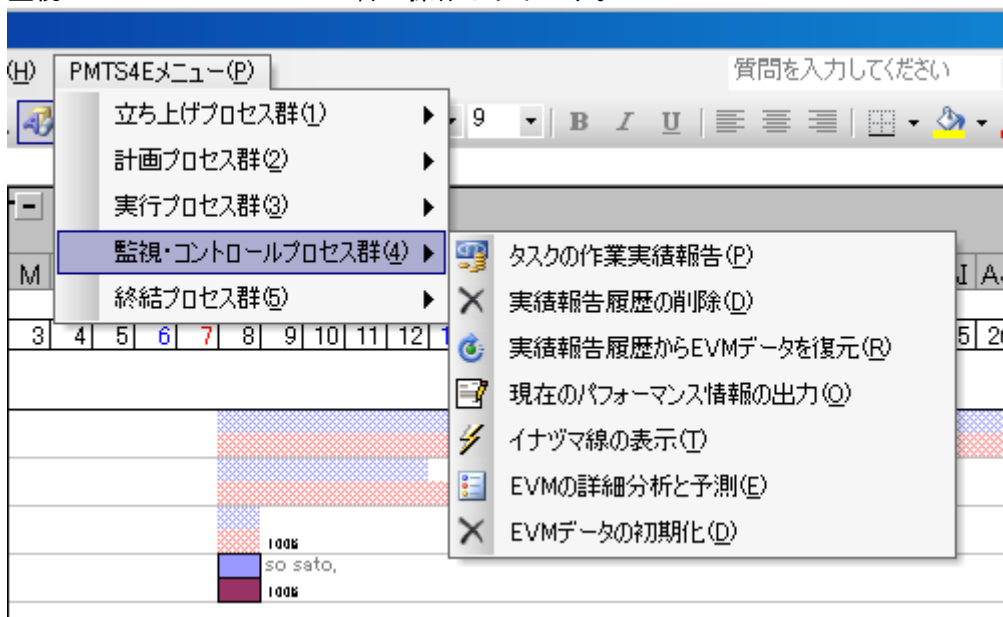 (H) PMTS4Eメニュー(P) 質問を入力してください
立ち上げプロセス群(1) 9 B I U
計画プロセス群(2)
実行プロセス群(3)
監視・コントロールプロセス群(4)
終結プロセス群(5)
タスクの作業実績報告(P)
実績報告履歴の削除(D)
実績報告履歴からEVMデータを復元(R)
現在のパフォーマンス情報の出力(O)
イナヅマ線の表示(T)
EVMの詳細分析と予測(E)
EVMデータの初期化(D)
M
3 4 5 6 7 8 9 10 11 12
100%
so sato,
100%